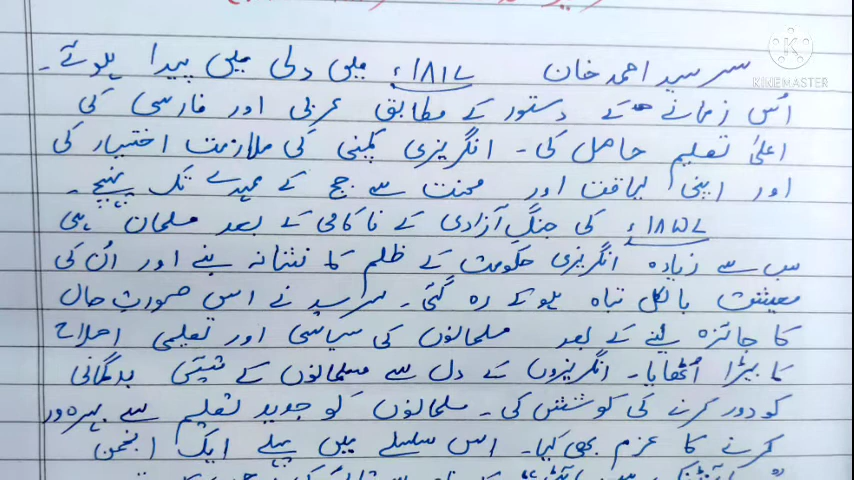 KINEMASTER
سرسید احمد خان ۱۸۱۷ء میں دلی میں پیدا ہوئے۔
اُس زمانے کے دستور کے مطابق عربی اور فارسی کی
اعلیٰ تعلیم حاصل کی۔ انگریزی کمپنی کی ملازمت اختیار کی
اور اپنی لیاقت اور محنت سے جج کے عہدے تک پہنچے۔
۱۸۵۷ء کی جنگِ آزادی کے ناکامی کے بعد مسلمان ہی
سب سے زیادہ انگریزی حکومت کے ظلم کا نشانہ بنے اور اُن کی
معیشت بالکل تباہ ہو کے رہ گئی۔ سرسید نے اس صورتِ حال
کا جائزہ لینے کے بعد مسلمانوں کی سیاسی اور تعلیمی اصلاح
کا بیڑا اُٹھایا۔ انگریزوں کے دل سے مسلمانوں کے تئیں بدگمانی
کو دور کرنے کی کوشش کی۔ مسلمانوں کو جدید تعلیم سے بہرہ ور
کرنے کا عزم بھی کیا۔ اس سلسلے میں پہلے ایک انجمن